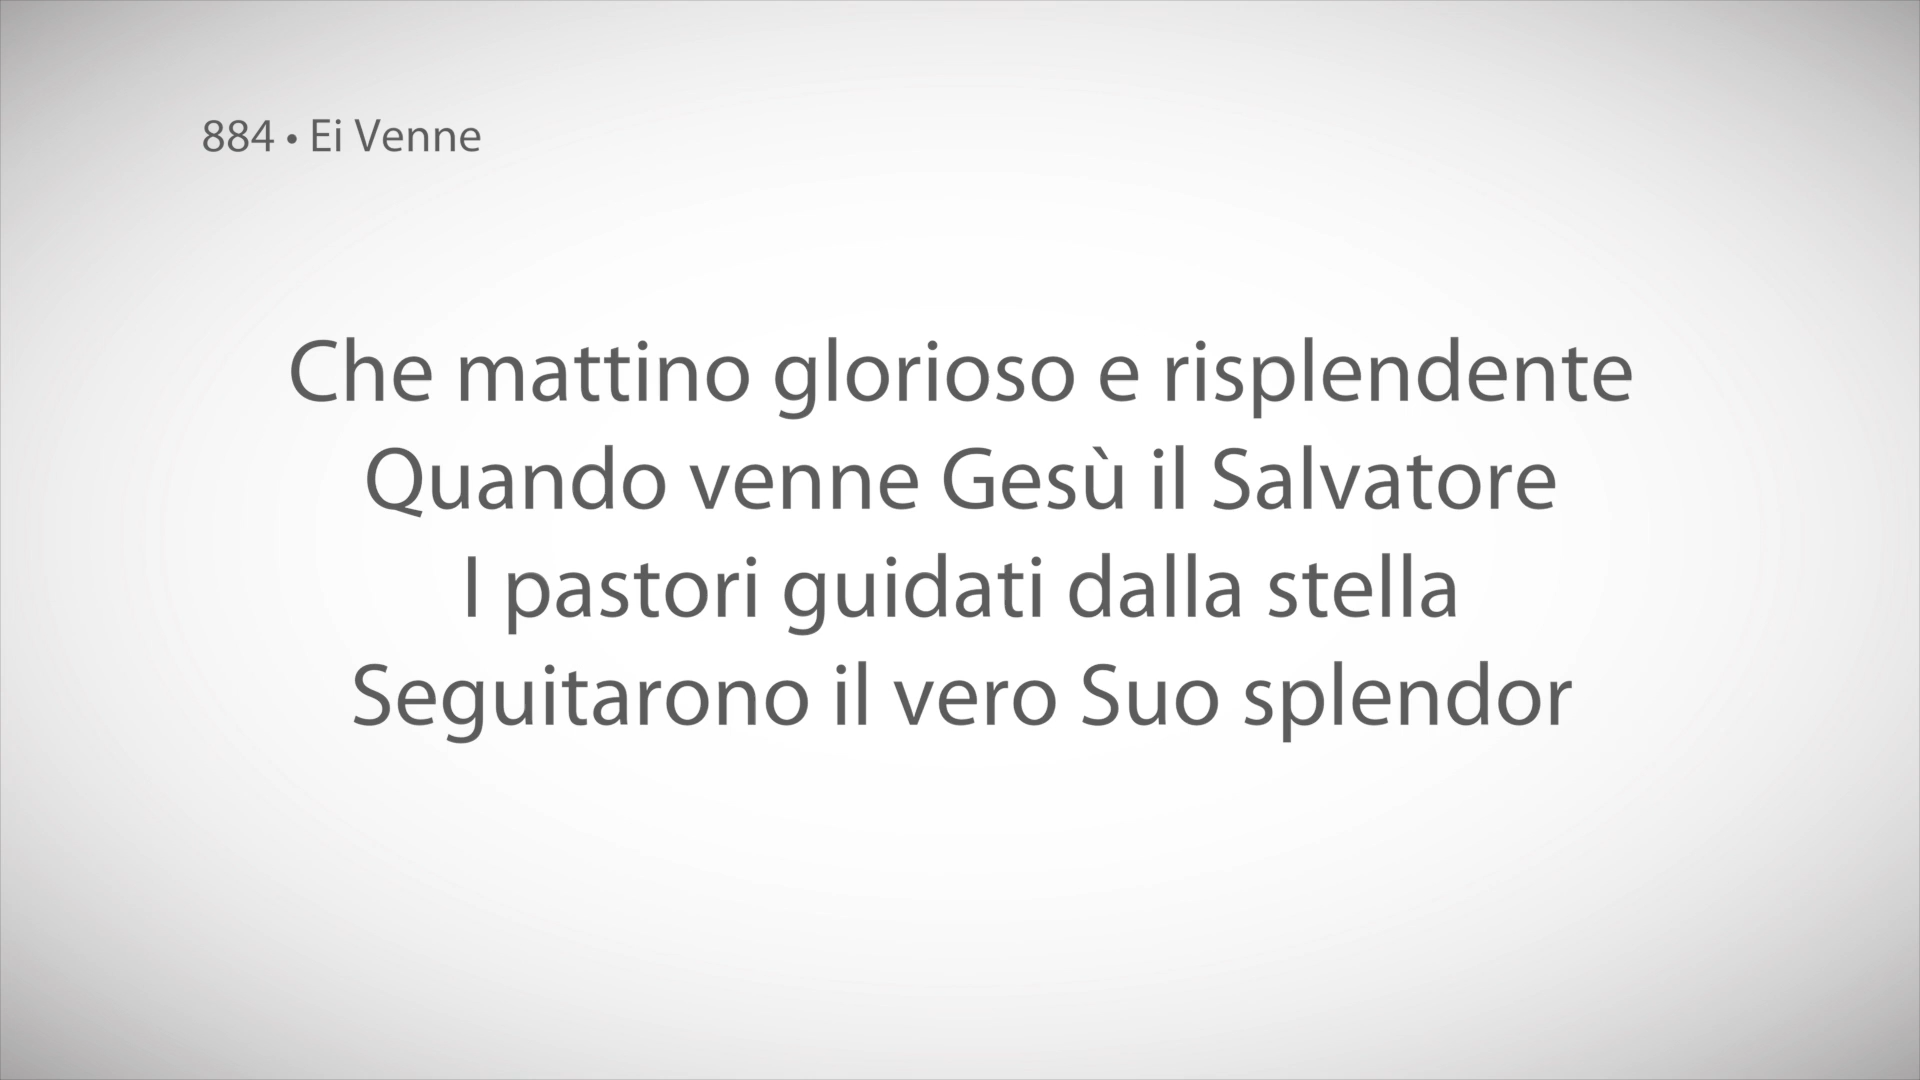 884 • Ei Venne
Che mattino glorioso e risplendente
Quando venne Gesù il Salvatore
I pastori guidati dalla stella
Seguitarono il vero Suo splendor